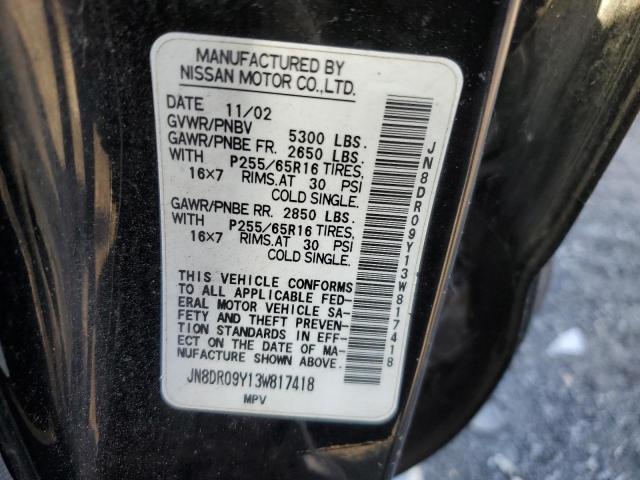 MANUFACTURED BY
NISSAN MOTOR CO.,LTD.
DATE 11/02
GVWR/PNBV 5300 LBS.
GAWR/PNBE FR. 2650 LBS.
WITH P255/65R16 TIRES,
16×7 RIMS.AT 30 PSI
COLD SINGLE.
GAWR/PNBE RR. 2850 LBS.
WITH P255/65R16 TIRES,
16×7 RIMS.AT 30 PSI
COLD SINGLE.
THIS VEHICLE CONFORMS
TO ALL APPLICABLE FED-
ERAL MOTOR VEHICLE SA-
FETY AND THEFT PREVEN-
TION STANDARDS IN EFF-
ECT ON THE DATE OF MA-
NUFACTURE SHOWN ABOVE.
JN8DR09Y13W817418
MPV
JN8DR09Y13W817418